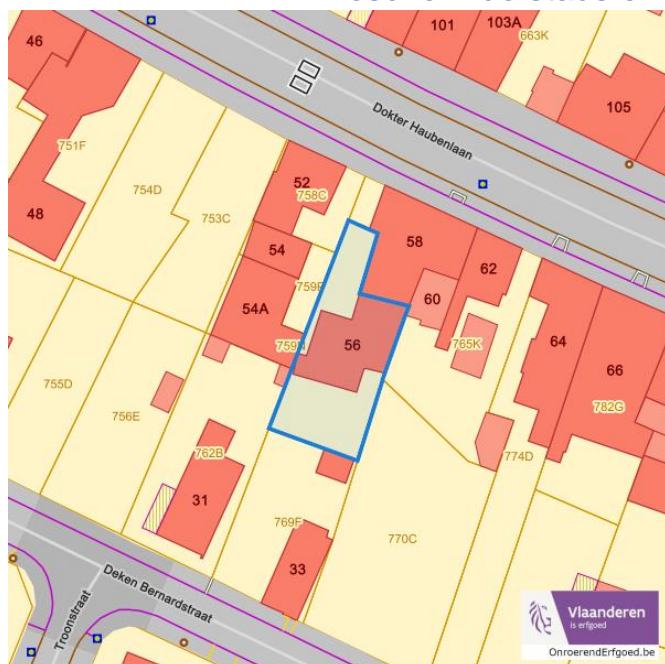 101
103A
663K
46
105
Dokter Haubenlaan
751F
754D
52
758C
48
753C
54
58
62
759P
54A
60
56
64
759N
765K
66
755D
756E
782G
762B
774D
31
769F
770C
33
Deken Bernardstraat
Troonstraat
Vlaanderen
is erfgoed
OnroerendErfgoed.be